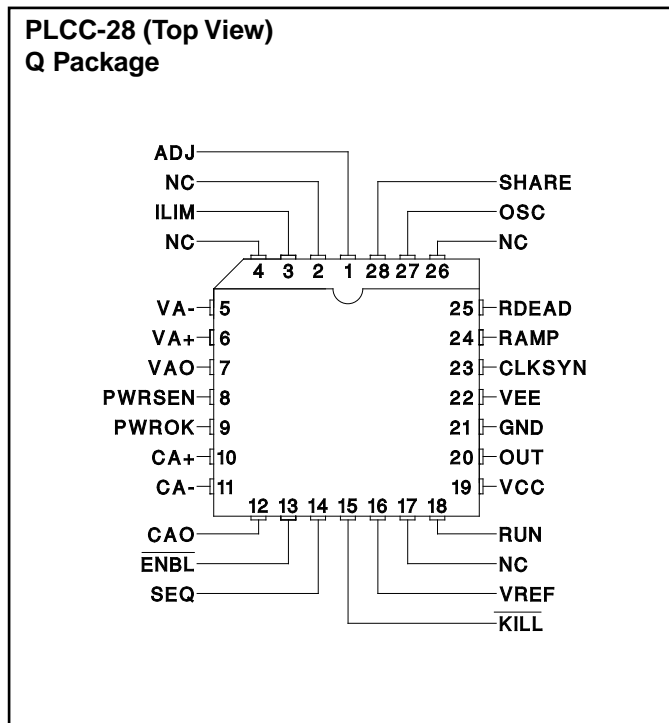 PLCC-28 (Top View)
Q Package
ADJ
NC
ILIM
NC
SHARE
OSC
NC
4 3 2 1 28 27 26
VA- 5
VA+ 6
VAO 7
PWRSEN 8
PWROK 9
CA+ 10
CA- 11
25 RDEAD
24 RAMP
23 CLKSYN
22 VEE
21 GND
20 OUT
19 VCC
12 13 14 15 16 17 18
CAO
ENBL
SEQ
RUN
NC
VREF
KILL